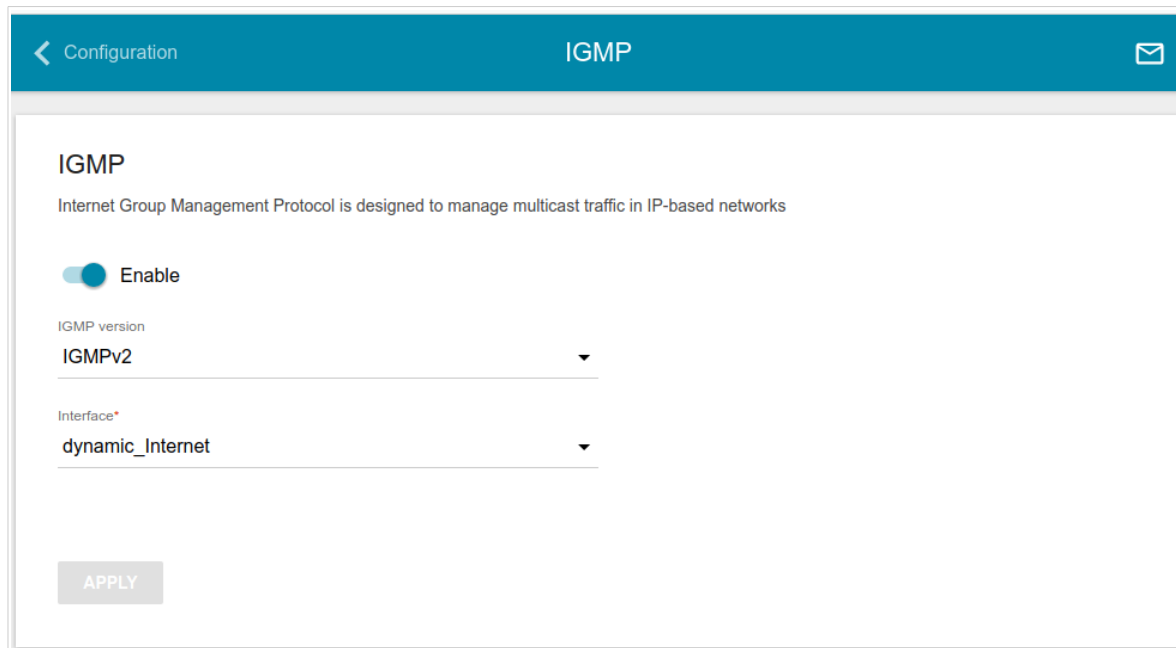 Configuration
IGMP
IGMP
Internet Group Management Protocol is designed to manage multicast traffic in IP-based networks
Enable
IGMP version
IGMPv2
Interface*
dynamic_Internet
APPLY